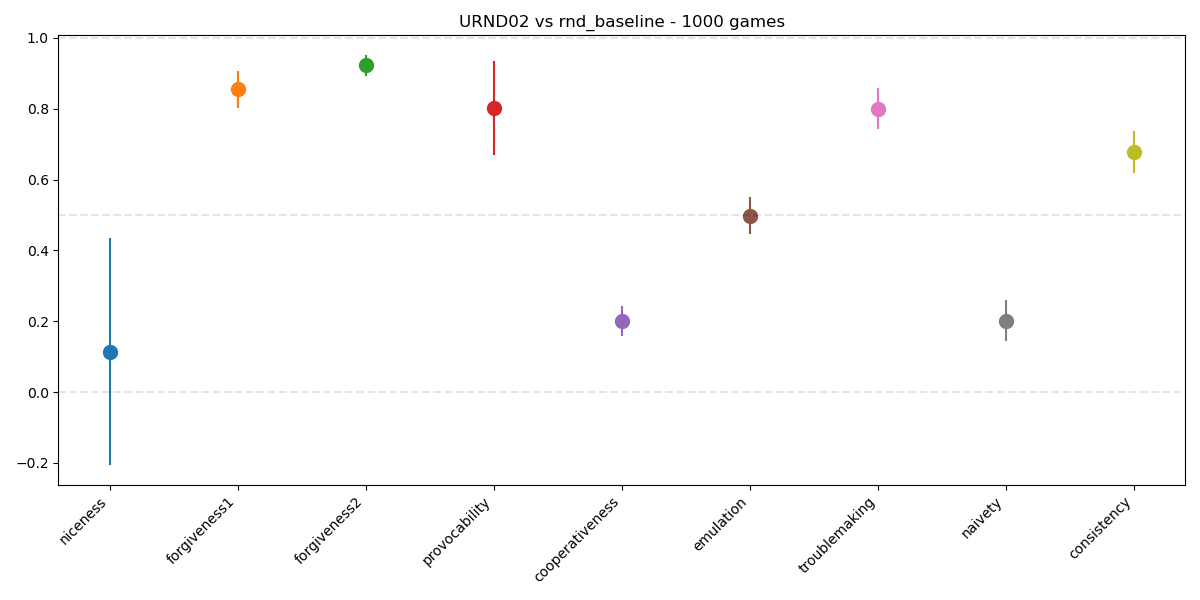 URND02 vs rnd_baseline - 1000 games
1.0
0.8
0.6
0.4
0.2
0.0
−0.2
niceness
forgiveness1
forgiveness2
provocability
cooperativeness
emulation
troublemaking
naivety
consistency